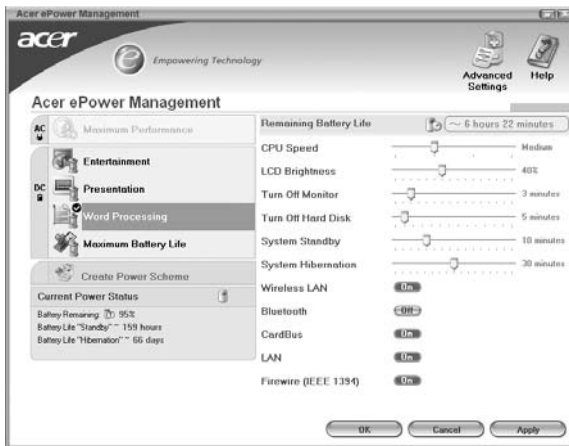 Acer ePower Management
acer
e Empowering Technology
Advanced Settings
Help
Acer ePower Management
AC
Maximum Performance
DC
Entertainment
Presentation
Word Processing
Maximum Battery Life
Create Power Scheme
Current Power Status
Battery Remaining: 95%
Battery Life "Standby" ~ 159 hours
Battery Life "Hibernation" ~ 66 days
Remaining Battery Life ~ 6 hours 22 minutes
CPU Speed Medium
LCD Brightness 40%
Turn Off Monitor 3 minutes
Turn Off Hard Disk 5 minutes
System Standby 10 minutes
System Hibernation 30 minutes
Wireless LAN On
Bluetooth Off
CardBus On
LAN On
Firewire (IEEE 1394) On
OK Cancel Apply